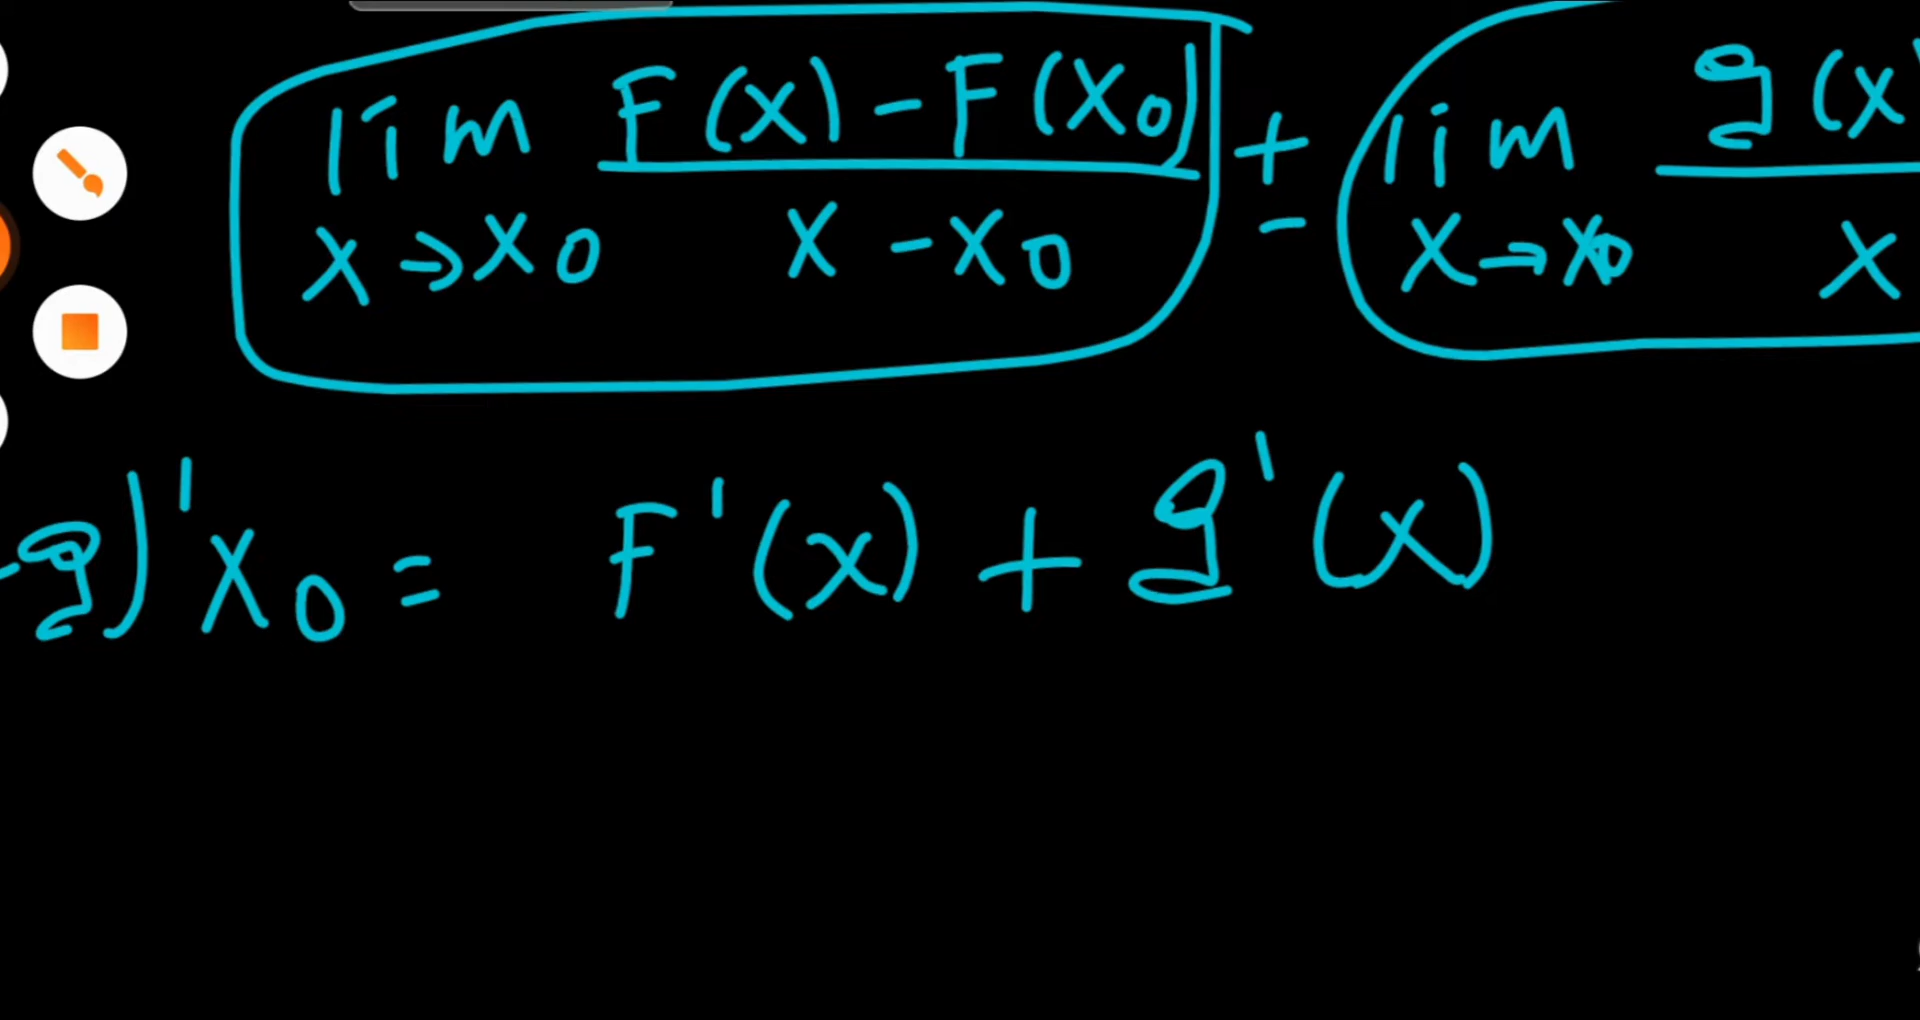 lim F(x) - F(x0) ± lim g(x)
x→x0 x - x0 x→x0 x
g)'x0 = F'(x) + g'(x)